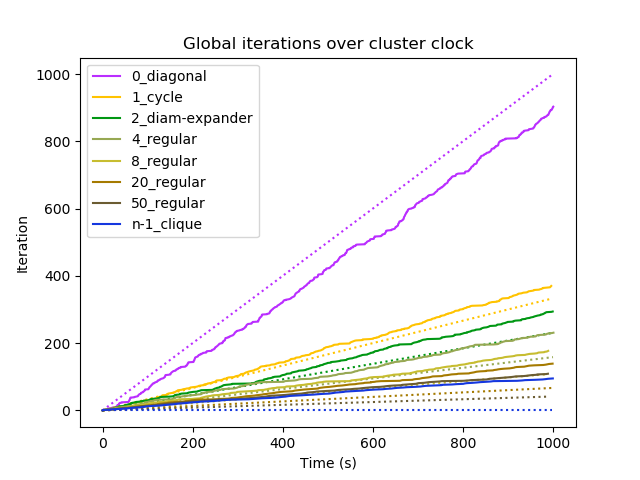 Global iterations over cluster clock
1000
800
600
400
200
0
Iteration
0_diagonal
1_cycle
2_diam-expander
4_regular
8_regular
20_regular
50_regular
n-1_clique
0 200 400 600 800 1000
Time (s)